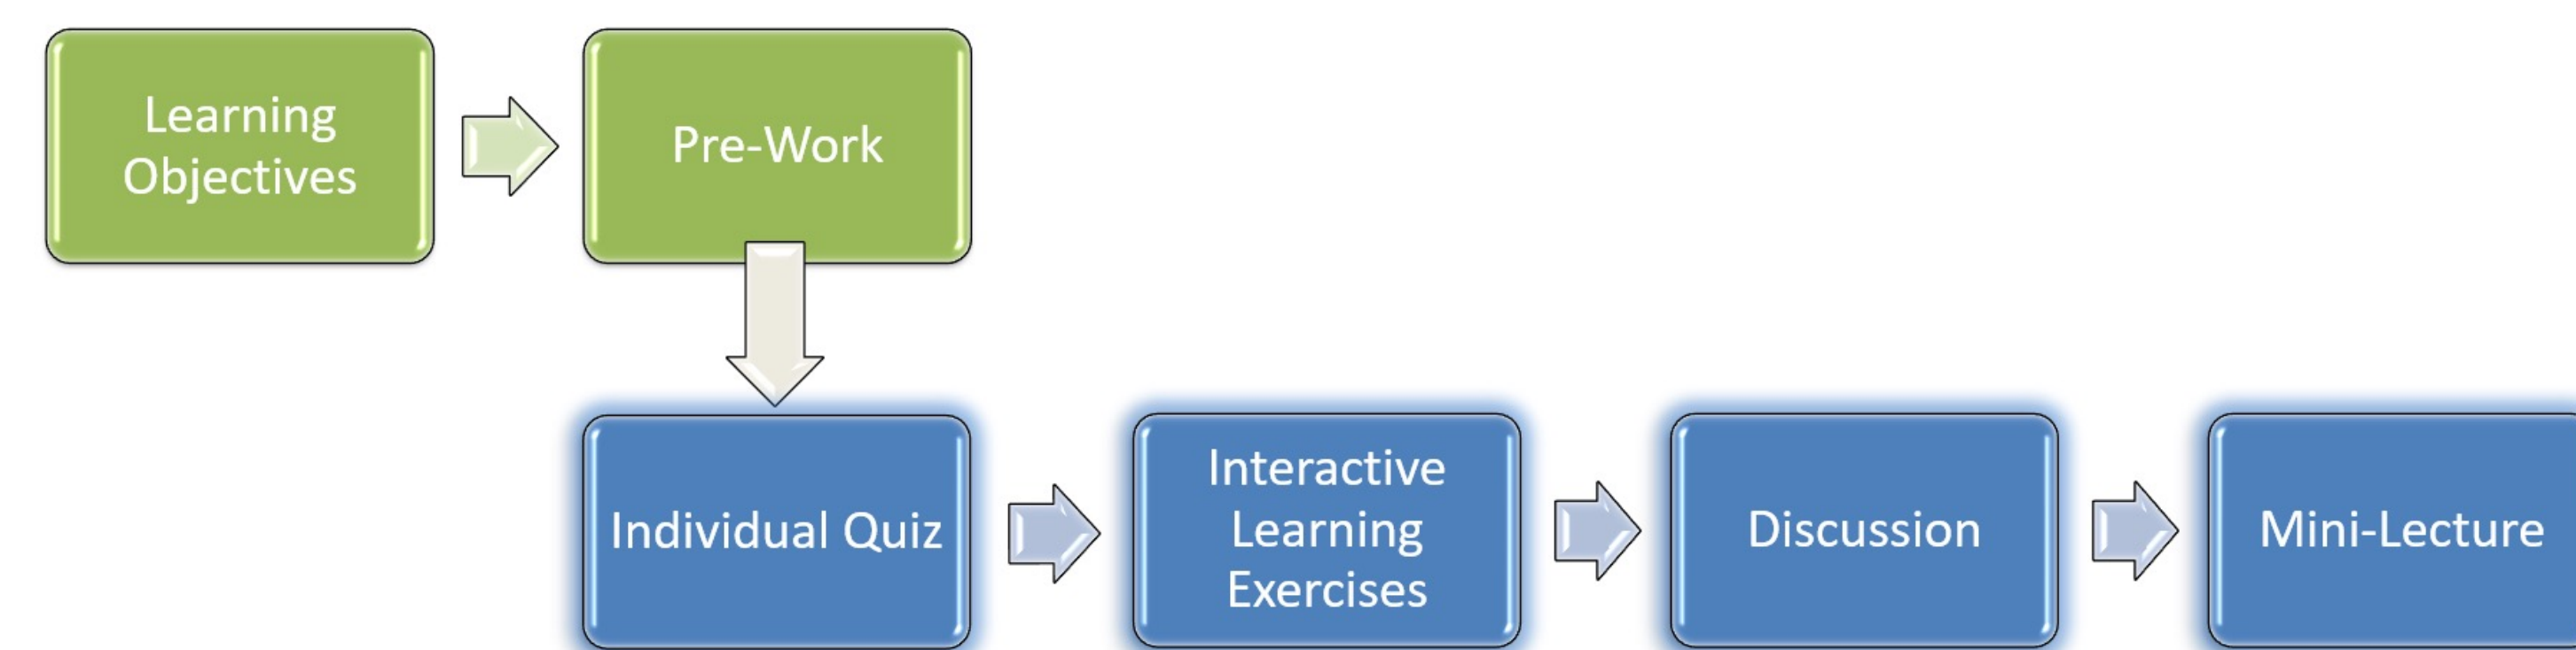 Learning
Objectives
Pre-Work
Individual Quiz
Interactive
Learning
Exercises
Discussion
Mini-Lecture